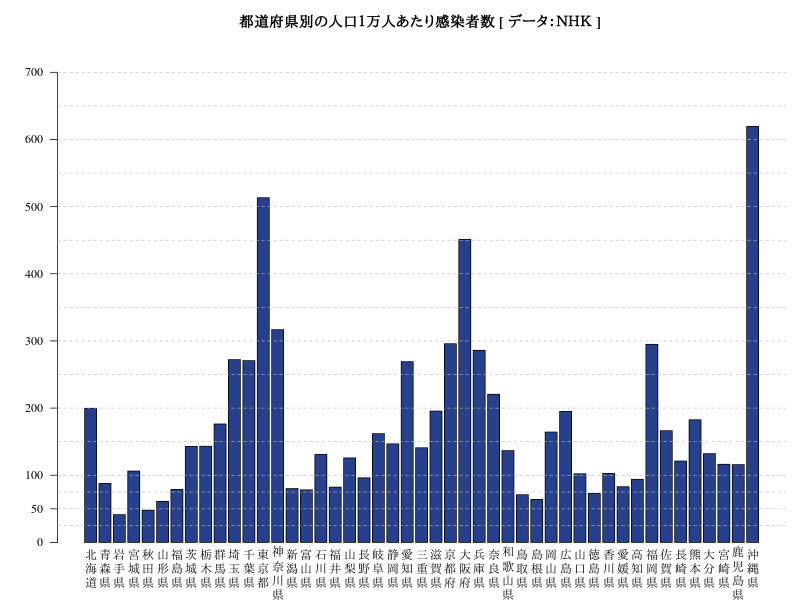 都道府県別の人口1万人あたり感染者数 [ データ：NHK ]
700
600
500
400
300
200
100
50
0
北海道
青森県
岩手県
宮城県
秋田県
山形県
福島県
茨城県
栃木県
群馬県
埼玉県
千葉県
東京都
神奈川県
新潟県
富山県
石川県
福井県
山梨県
長野県
岐阜県
静岡県
愛知県
三重県
滋賀県
京都府
大阪府
兵庫県
奈良県
和歌山県
鳥取県
島根県
岡山県
広島県
山口県
徳島県
香川県
愛媛県
高知県
福岡県
佐賀県
長崎県
熊本県
大分県
宮崎県
鹿児島県
沖縄県